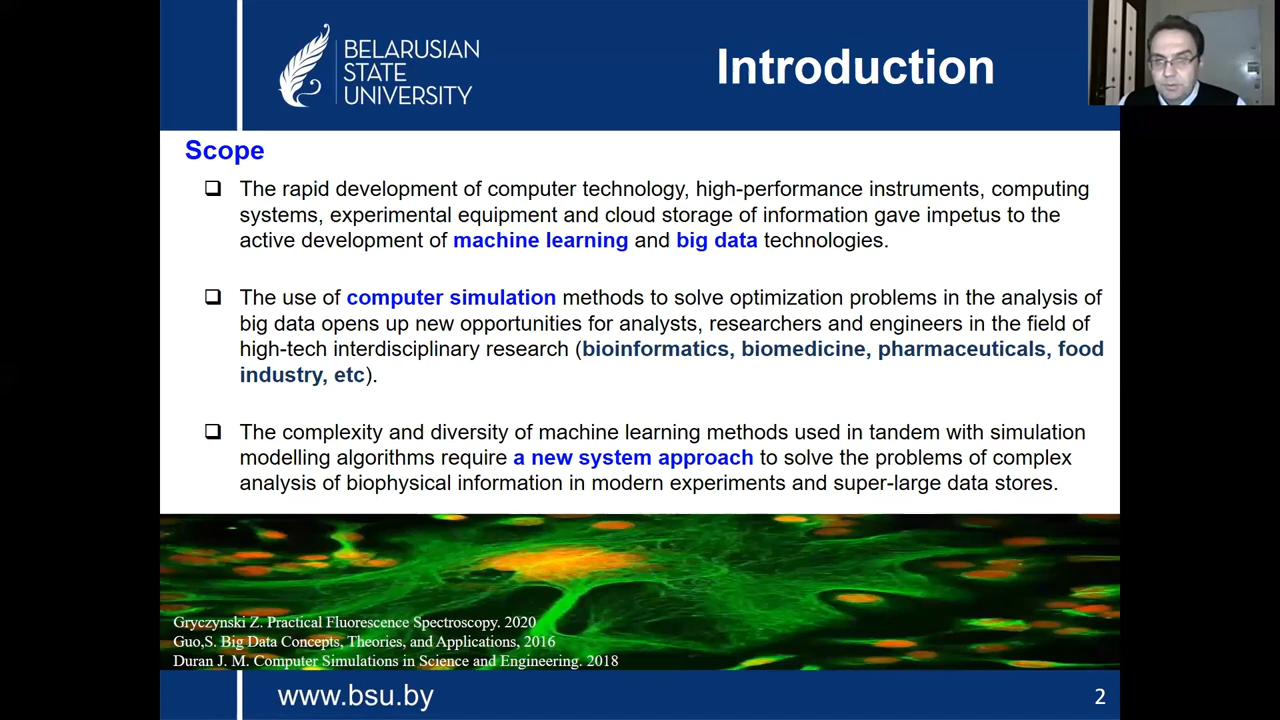 BELARUSIAN
STATE
UNIVERSITY
Introduction
Scope
The rapid development of computer technology, high-performance instruments, computing
systems, experimental equipment and cloud storage of information gave impetus to the
active development of machine learning and big data technologies.
The use of computer simulation methods to solve optimization problems in the analysis of
big data opens up new opportunities for analysts, researchers and engineers in the field of
high-tech interdisciplinary research (bioinformatics, biomedicine, pharmaceuticals, food
industry, etc).
The complexity and diversity of machine learning methods used in tandem with simulation
modelling algorithms require a new system approach to solve the problems of complex
analysis of biophysical information in modern experiments and super-large data stores.
Gryczynski Z. Practical Fluorescence Spectroscopy. 2020
Guo,S. Big Data Concepts, Theories, and Applications, 2016
Duran J. M. Computer Simulations in Science and Engineering. 2018
www.bsu.by
2